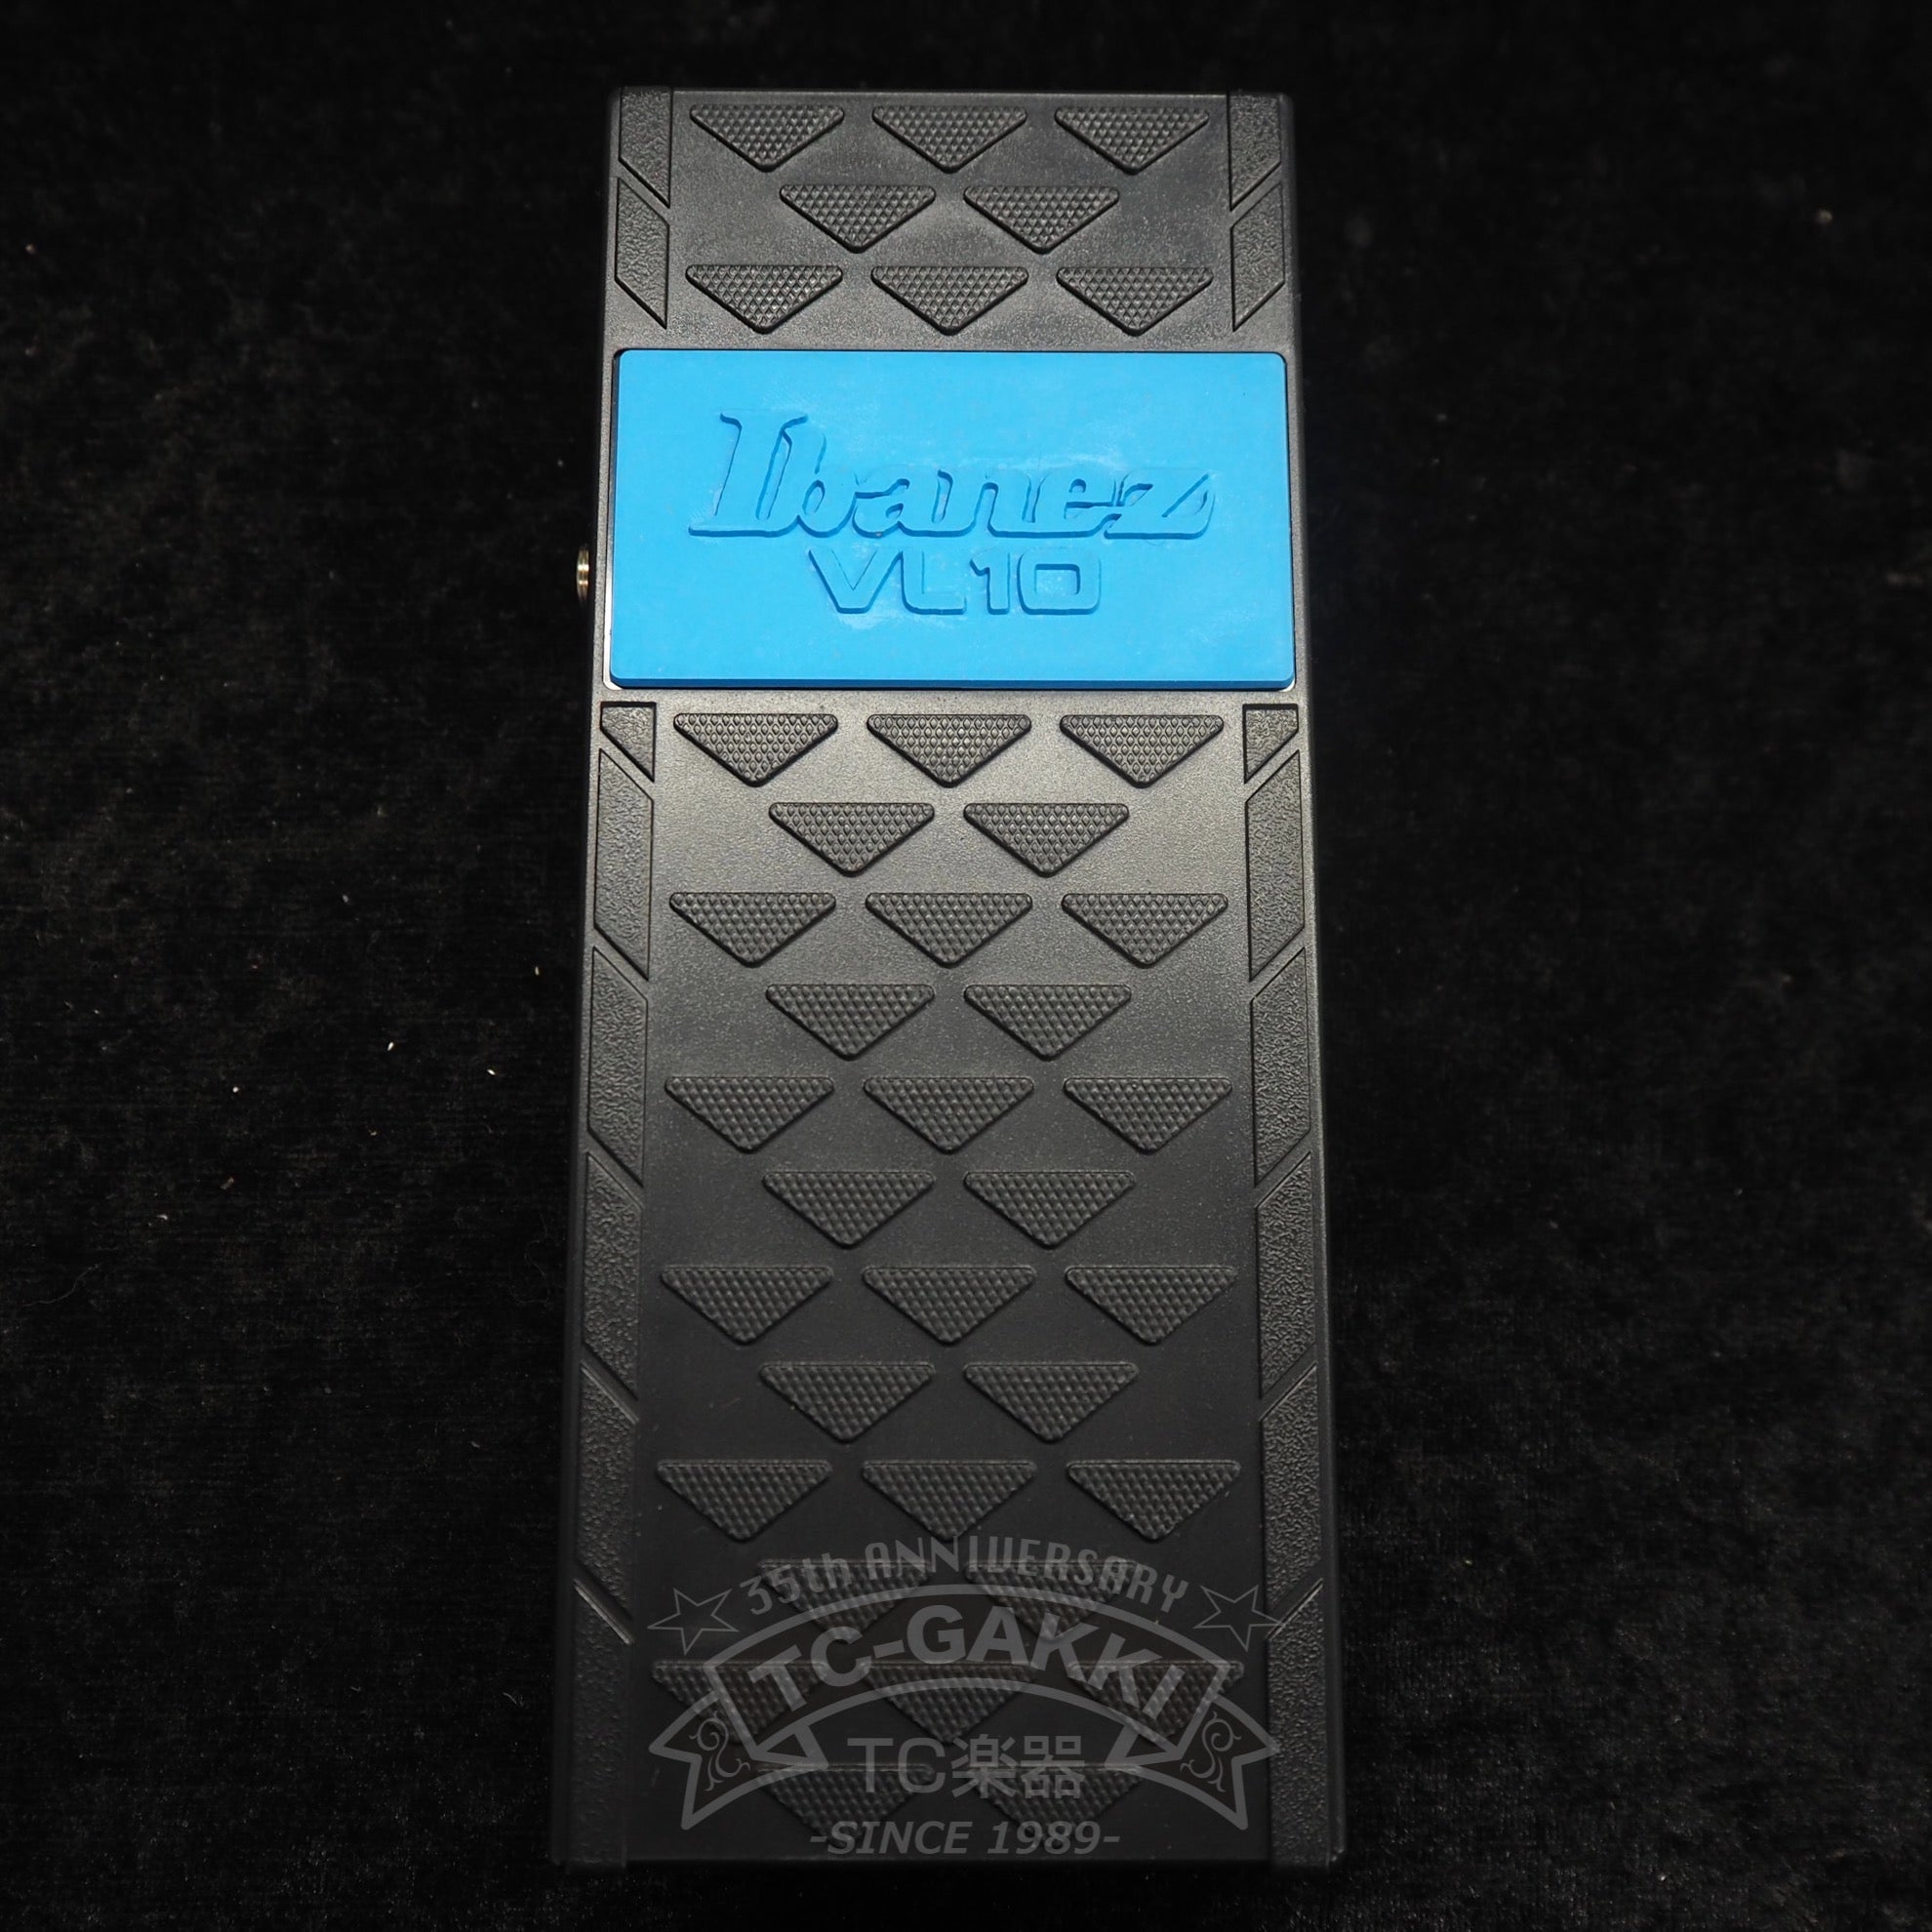 Ibanez
VL10
35th ANNIVERSARY
TC-GAKKI
TC楽器
-SINCE 1989-